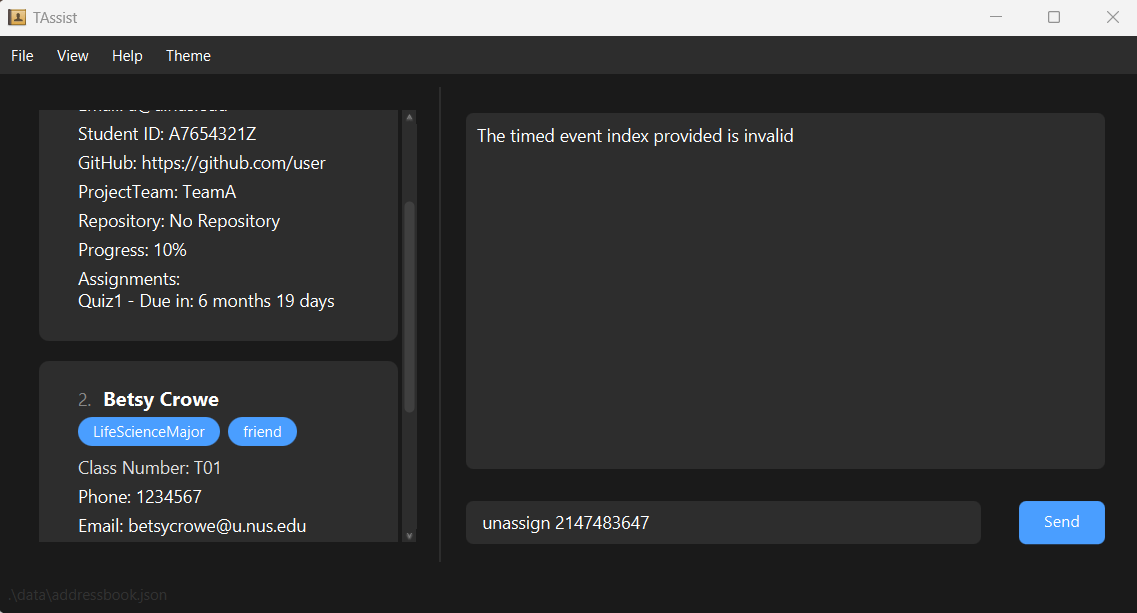 TAssist
File View Help Theme
Student ID: A7654321Z
GitHub: https://github.com/user
ProjectTeam: TeamA
Repository: No Repository
Progress: 10%
Assignments:
Quiz1 - Due in: 6 months 19 days
2. Betsy Crowe
LifeScienceMajor friend
Class Number: T01
Phone: 1234567
Email: betsycrowe@u.nus.edu
The timed event index provided is invalid
unassign 2147483647
Send
.\data\addressbook.json